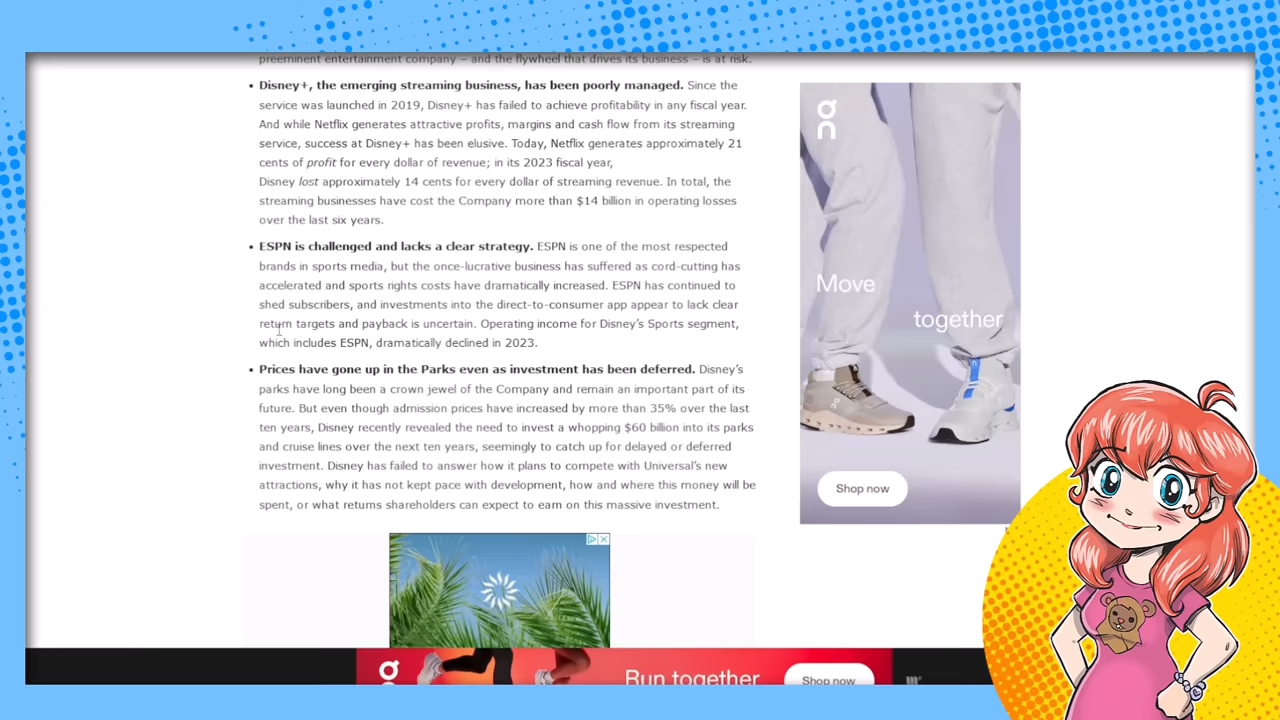 preeminent entertainment company – and the flywheel that drives its business – is at risk.
• Disney+, the emerging streaming business, has been poorly managed. Since the
service was launched in 2019, Disney+ has failed to achieve profitability in any fiscal year.
And while Netflix generates attractive profits, margins and cash flow from its streaming
service, success at Disney+ has been elusive. Today, Netflix generates approximately 21
cents of profit for every dollar of revenue; in its 2023 fiscal year,
Disney lost approximately 14 cents for every dollar of streaming revenue. In total, the
streaming businesses have cost the Company more than $14 billion in operating losses
over the last six years.
• ESPN is challenged and lacks a clear strategy. ESPN is one of the most respected
brands in sports media, but the once-lucrative business has suffered as cord-cutting has
accelerated and sports rights costs have dramatically increased. ESPN has continued to
shed subscribers, and investments into the direct-to-consumer app appear to lack clear
return targets and payback is uncertain. Operating income for Disney's Sports segment,
which includes ESPN, dramatically declined in 2023.
• Prices have gone up in the Parks even as investment has been deferred. Disney's
parks have long been a crown jewel of the Company and remain an important part of its
future. But even though admission prices have increased by more than 35% over the last
ten years, Disney recently revealed the need to invest a whopping $60 billion into its parks
and cruise lines over the next ten years, seemingly to catch up for delayed or deferred
investment. Disney has failed to answer how it plans to compete with Universal's new
attractions, why it has not kept pace with development, how and where this money will be
spent, or what returns shareholders can expect to earn on this massive investment.
on
Move
together
Shop now
on
Run together
Shop now